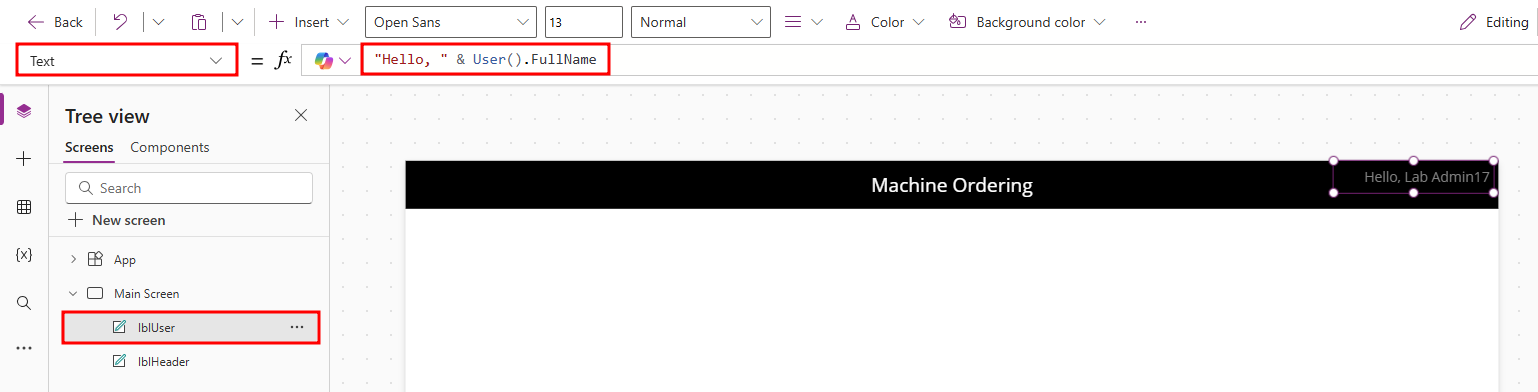 Back Insert Open Sans 13 Normal Color Background color ... Editing
Text = fx "Hello, " & User().FullName
Tree view
Screens Components
Search
New screen
App
Main Screen
lblUser ...
lblHeader
{x}
...
Machine Ordering
Hello, Lab Admin17